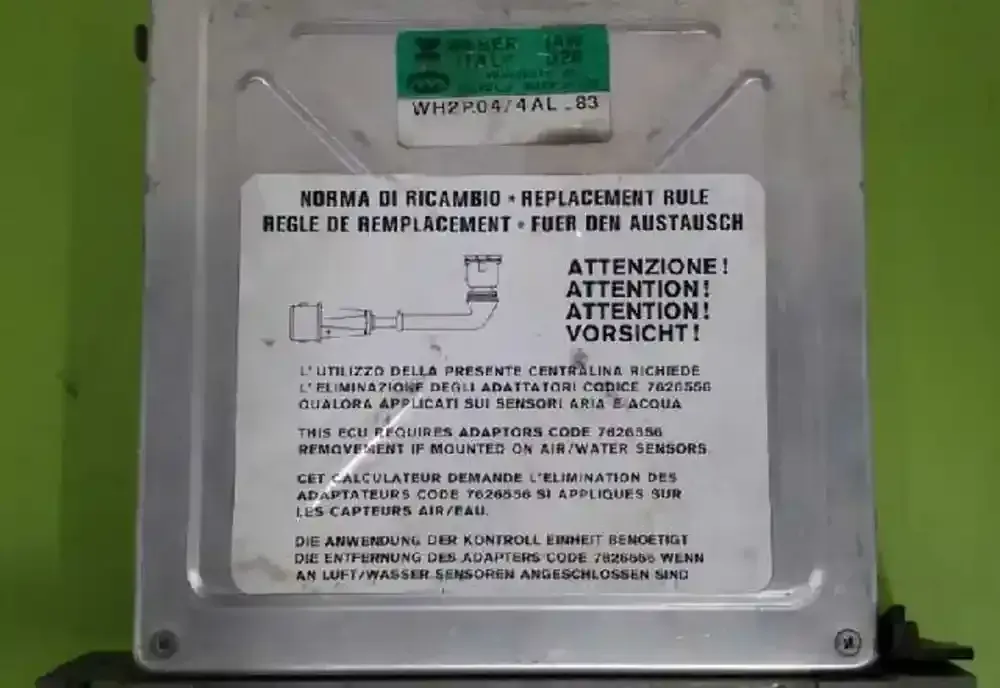 WEBER IAW
ITALY
WH2P.04/4AL .83
NORMA DI RICAMBIO * REPLACEMENT RULE
REGLE DE REMPLACEMENT * FUER DEN AUSTAUSCH
ATTENZIONE!
ATTENTION!
ATTENTION!
VORSICHT!
L'UTILIZZO DELLA PRESENTE CENTRALINA RICHIEDE
L'ELIMINAZIONE DEGLI ADATTATORI CODICE 7626556
QUALORA APPLICATI SUI SENSORI ARIA E ACQUA
THIS ECU REQUIRES ADAPTORS CODE 7626556
REMOVEMENT IF MOUNTED ON AIR/WATER SENSORS
CET CALCULATEUR DEMANDE L'ELIMINATION DES
ADAPTATEURS CODE 7626556 SI APPLIQUES SUR
LES CAPTEURS AIR/EAU.
DIE ANWENDUNG DER KONTROLL EINHEIT BENOETIGT
DIE ENTFERNUNG DES ADAPTERS CODE 7626556 WENN
AN LUFT/WASSER SENSOREN ANGESCHLOSSEN SIND